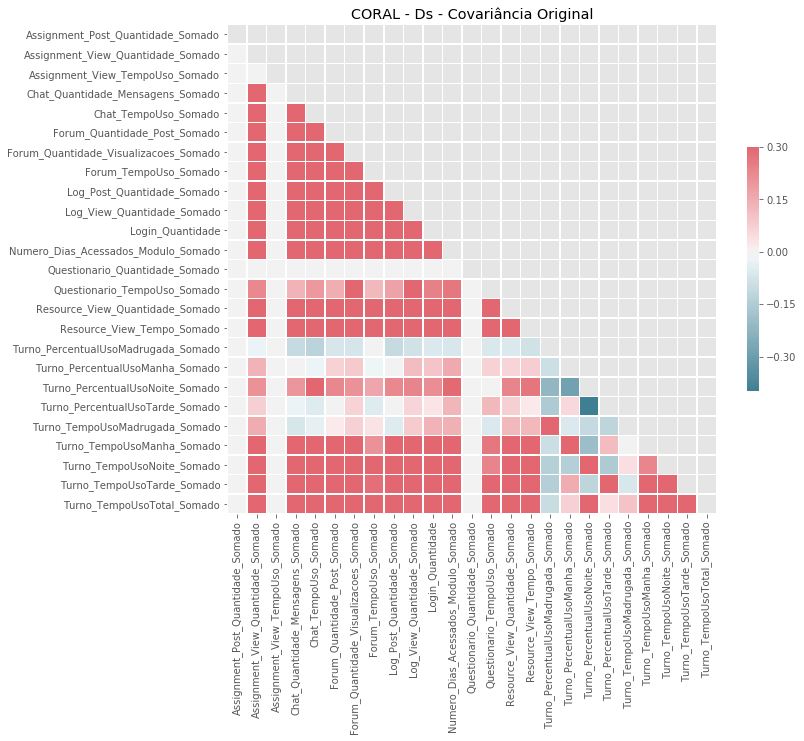 CORAL - Ds - Covariância Original
Assignment_Post_Quantidade_Somado
Assignment_View_Quantidade_Somado
Assignment_View_TempoUso_Somado
Chat_Quantidade_Mensagens_Somado
Chat_TempoUso_Somado
Forum_Quantidade_Post_Somado
Forum_Quantidade_Visualizacoes_Somado
Forum_TempoUso_Somado
Log_Post_Quantidade_Somado
Log_View_Quantidade_Somado
Login_Quantidade
Numero_Dias_Acessados_Modulo_Somado
Questionario_Quantidade_Somado
Questionario_TempoUso_Somado
Resource_View_Quantidade_Somado
Resource_View_Tempo_Somado
Turno_PercentualUsoMadrugada_Somado
Turno_PercentualUsoManha_Somado
Turno_PercentualUsoNoite_Somado
Turno_PercentualUsoTarde_Somado
Turno_TempoUsoMadrugada_Somado
Turno_TempoUsoManha_Somado
Turno_TempoUsoNoite_Somado
Turno_TempoUsoTarde_Somado
Turno_TempoUsoTotal_Somado
0.30
0.15
0.00
−0.15
−0.30
Assignment_Post_Quantidade_Somado
Assignment_View_Quantidade_Somado
Assignment_View_TempoUso_Somado
Chat_Quantidade_Mensagens_Somado
Chat_TempoUso_Somado
Forum_Quantidade_Post_Somado
Forum_Quantidade_Visualizacoes_Somado
Forum_TempoUso_Somado
Log_Post_Quantidade_Somado
Log_View_Quantidade_Somado
Login_Quantidade
Numero_Dias_Acessados_Modulo_Somado
Questionario_Quantidade_Somado
Questionario_TempoUso_Somado
Resource_View_Quantidade_Somado
Resource_View_Tempo_Somado
Turno_PercentualUsoMadrugada_Somado
Turno_PercentualUsoManha_Somado
Turno_PercentualUsoNoite_Somado
Turno_PercentualUsoTarde_Somado
Turno_TempoUsoMadrugada_Somado
Turno_TempoUsoManha_Somado
Turno_TempoUsoNoite_Somado
Turno_TempoUsoTarde_Somado
Turno_TempoUsoTotal_Somado